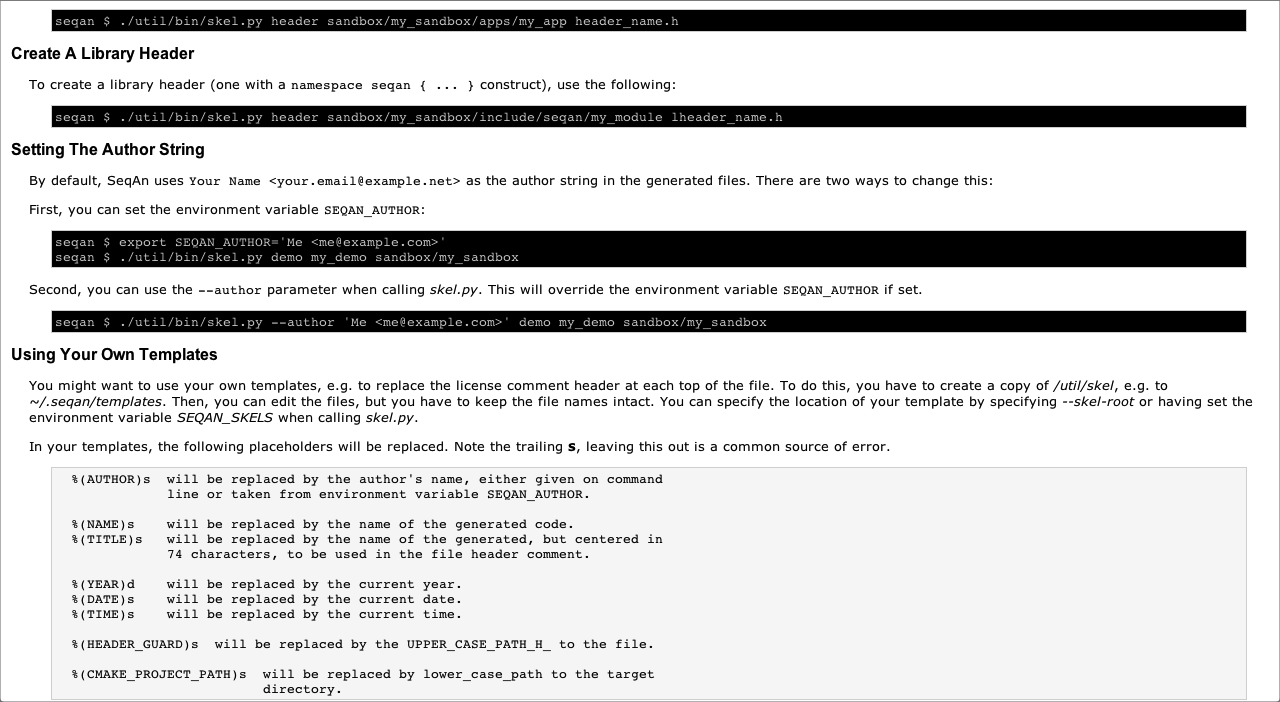 seqan $ ./util/bin/skel.py header sandbox/my_sandbox/apps/my_app header_name.h
Create A Library Header
To create a library header (one with a namespace seqan { ... } construct), use the following:
seqan $ ./util/bin/skel.py header sandbox/my_sandbox/include/seqan/my_module lheader_name.h
Setting The Author String
By default, SeqAn uses Your Name <your.email@example.net> as the author string in the generated files. There are two ways to change this:
First, you can set the environment variable SEQAN_AUTHOR:
seqan $ export SEQAN_AUTHOR='Me <me@example.com>'
seqan $ ./util/bin/skel.py demo my_demo sandbox/my_sandbox
Second, you can use the --author parameter when calling skel.py. This will override the environment variable SEQAN_AUTHOR if set.
seqan $ ./util/bin/skel.py --author 'Me <me@example.com>' demo my_demo sandbox/my_sandbox
Using Your Own Templates
You might want to use your own templates, e.g. to replace the license comment header at each top of the file. To do this, you have to create a copy of /util/skel, e.g. to
~/.seqan/templates. Then, you can edit the files, but you have to keep the file names intact. You can specify the location of your template by specifying --skel-root or having set the
environment variable SEQAN_SKELS when calling skel.py.
In your templates, the following placeholders will be replaced. Note the trailing s, leaving this out is a common source of error.
%(AUTHOR)s  will be replaced by the author's name, either given on command
line or taken from environment variable SEQAN_AUTHOR.
%(NAME)s    will be replaced by the name of the generated code.
%(TITLE)s   will be replaced by the name of the generated, but centered in
74 characters, to be used in the file header comment.
%(YEAR)d    will be replaced by the current year.
%(DATE)s    will be replaced by the current date.
%(TIME)s    will be replaced by the current time.
%(HEADER_GUARD)s  will be replaced by the UPPER_CASE_PATH_H_ to the file.
%(CMAKE_PROJECT_PATH)s  will be replaced by lower_case_path to the target
directory.